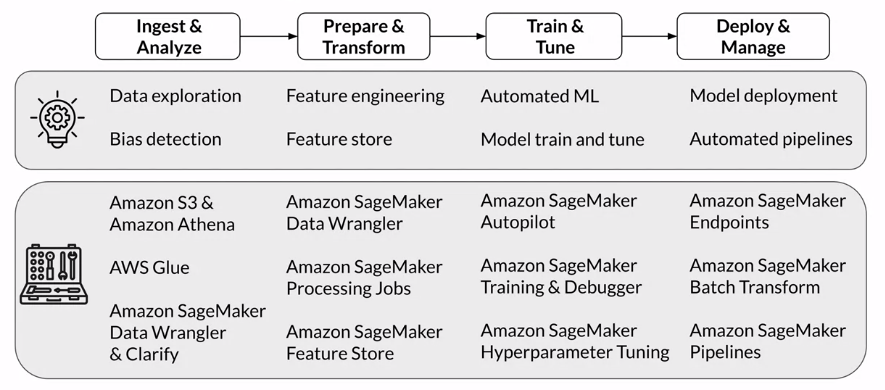 Ingest &
Analyze
Prepare &
Transform
Train &
Tune
Deploy &
Manage
Data exploration
Feature engineering
Automated ML
Model deployment
Bias detection
Feature store
Model train and tune
Automated pipelines
Amazon S3 &
Amazon Athena
AWS Glue
Amazon SageMaker
Data Wrangler
& Clarify
Amazon SageMaker
Data Wrangler
Amazon SageMaker
Processing Jobs
Amazon SageMaker
Feature Store
Amazon SageMaker
Autopilot
Amazon SageMaker
Training & Debugger
Amazon SageMaker
Hyperparameter Tuning
Amazon SageMaker
Endpoints
Amazon SageMaker
Batch Transform
Amazon SageMaker
Pipelines